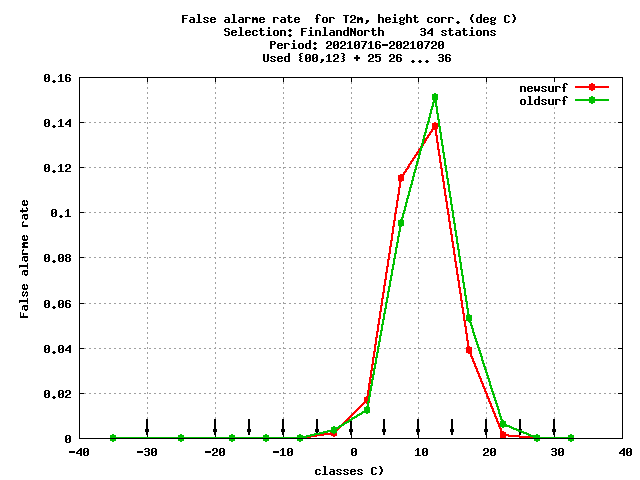 False alarme rate  for T2m, height corr. (deg C)
Selection: FinlandNorth     34 stations
Period: 20210716-20210720
Used {00,12} + 25 26 ... 36
newsurf
oldsurf
0.16
0.14
0.12
0.1
0.08
0.06
0.04
0.02
0
False alarme rate
-40 -30 -20 -10 0 10 20 30 40
classes C)